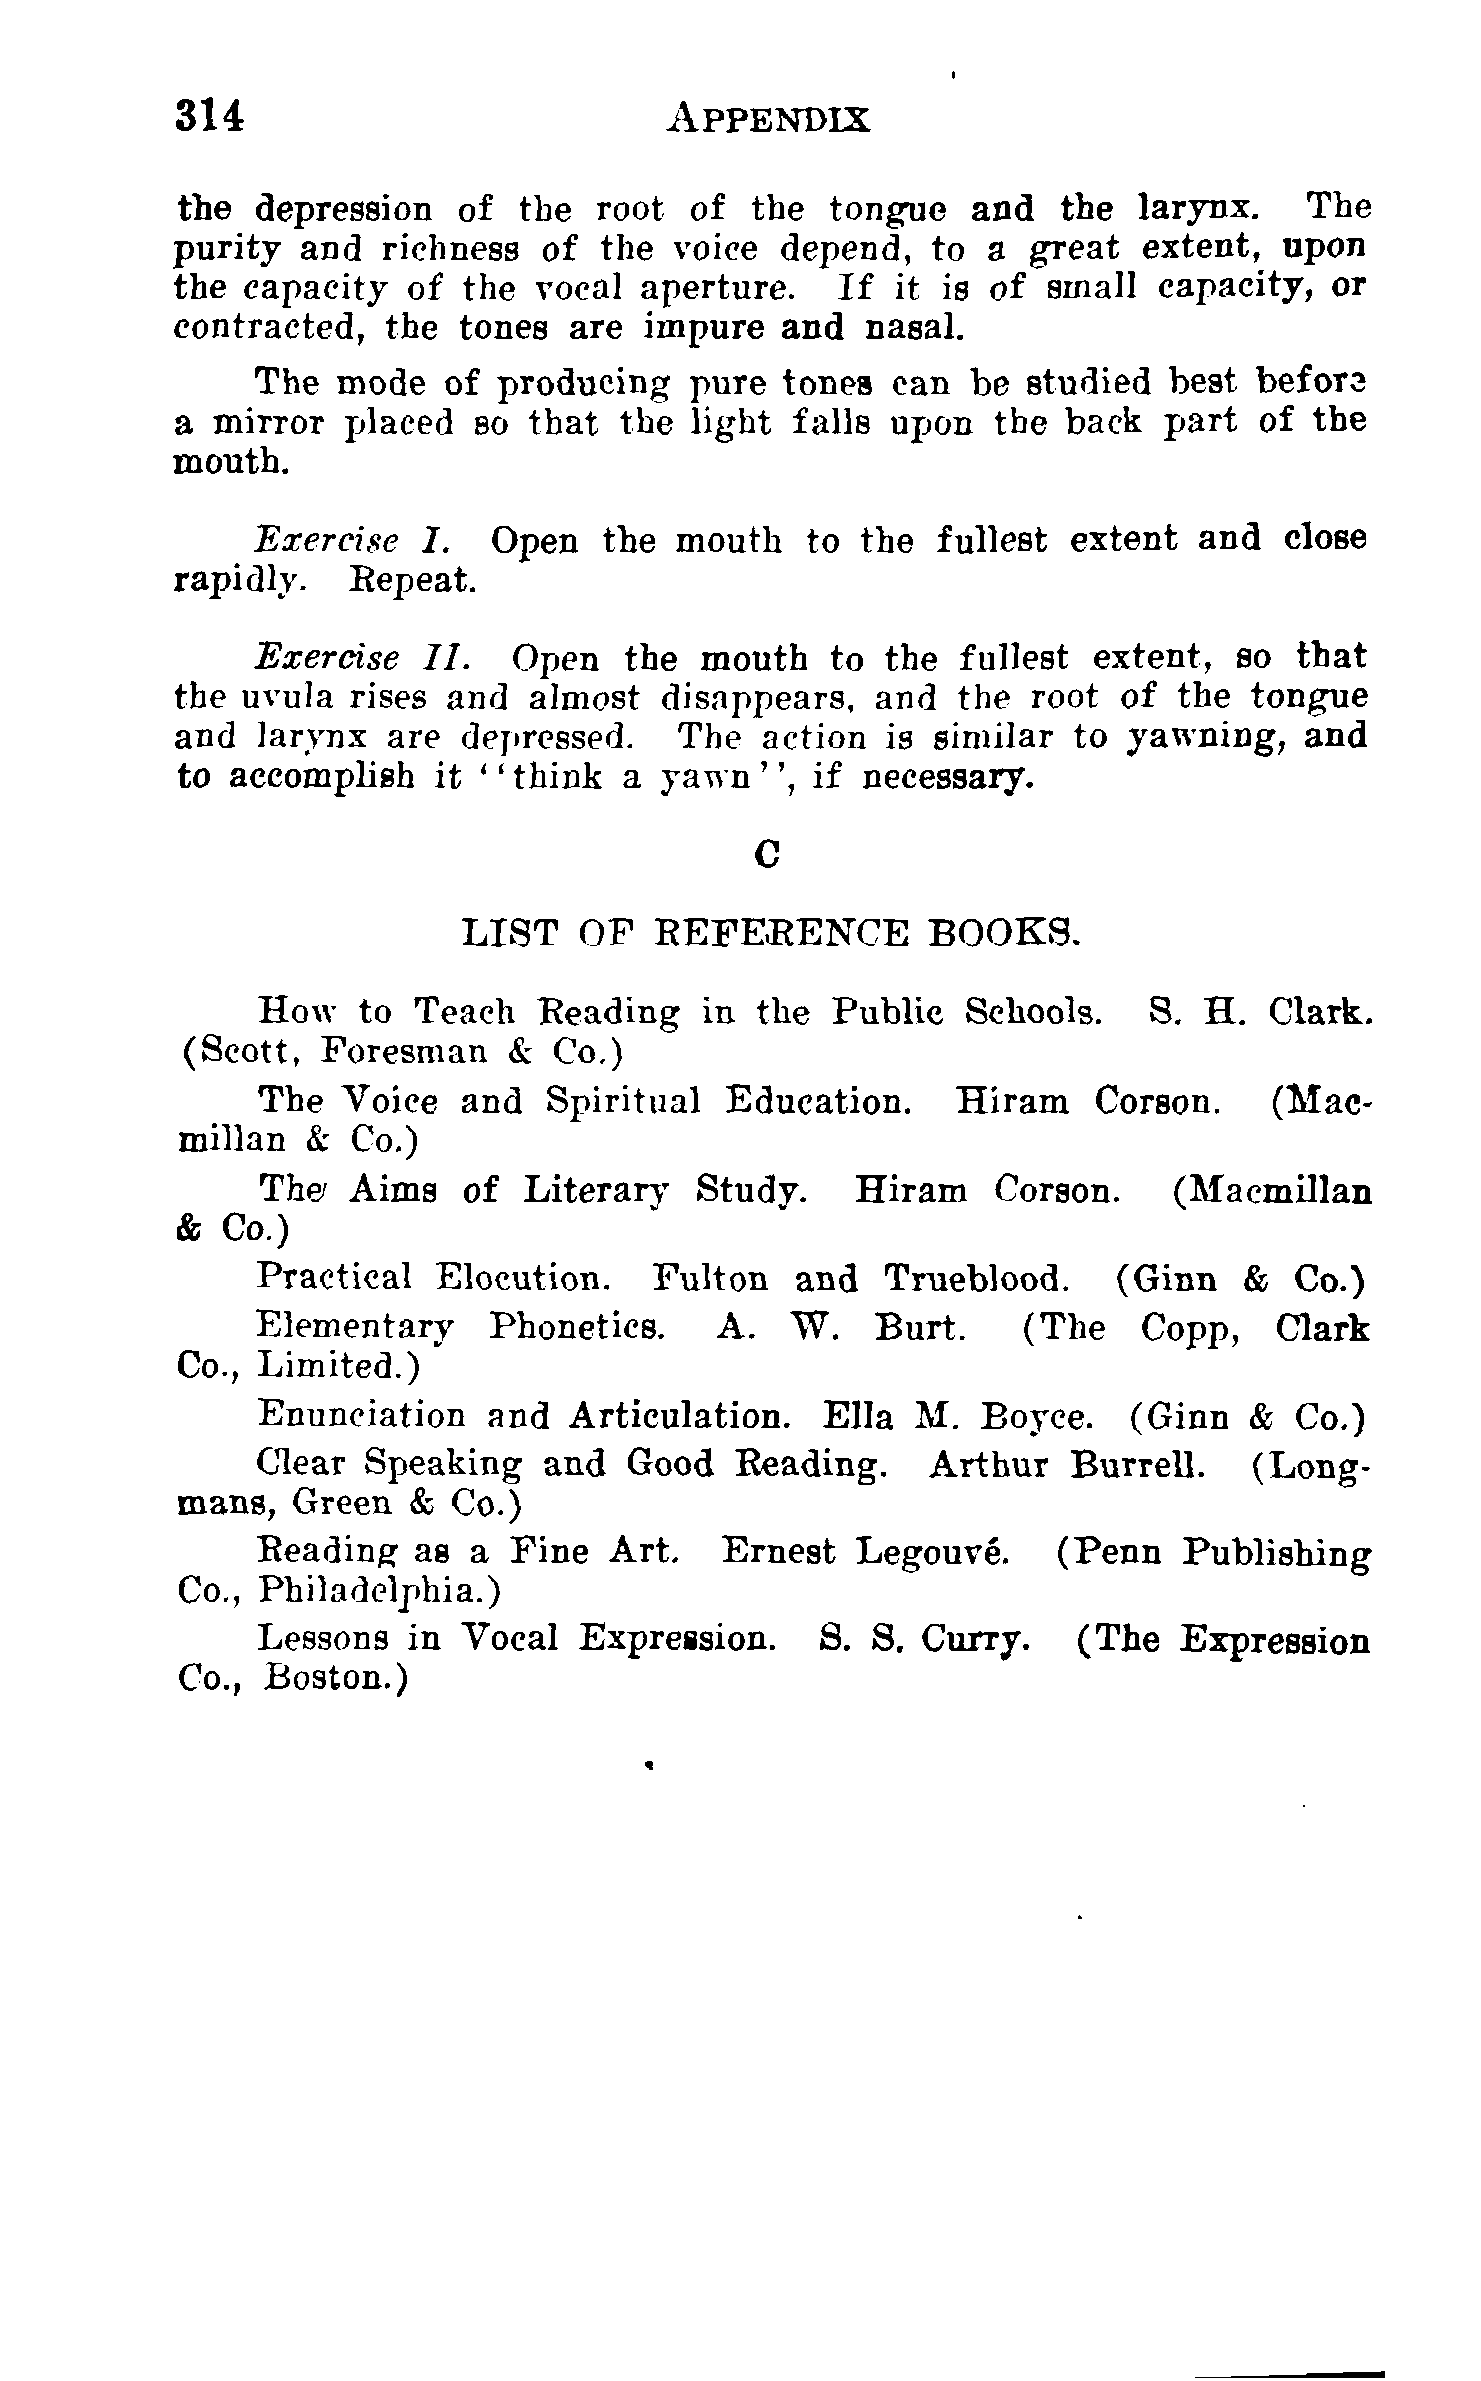 314 APPENDIX
the depression of the root of the tongue and the larynx. The
purity and richness of the voice depend, to a great extent, upon
the capacity of the vocal aperture. If it is of small capacity, or
contracted, the tones are impure and nasal.
The mode of producing pure tones can be studied best before
a mirror placed so that the light falls upon the back part of the
mouth.
Exercise I. Open the mouth to the fullest extent and close
rapidly. Repeat.
Exercise II. Open the mouth to the fullest extent, so that
the uvula rises and almost disappears, and the root of the tongue
and larynx are depressed. The action is similar to yawning, and
to accomplish it ‘‘think a yawn’’, if necessary.
C
LIST OF REFERENCE BOOKS.
How to Teach Reading in the Public Schools. S. H. Clark.
(Scott, Foresman & Co.)
The Voice and Spiritual Education. Hiram Corson. (Mac-
millan & Co.)
The Aims of Literary Study. Hiram Corson. (Macmillan
& Co.)
Practical Elocution. Fulton and Trueblood. (Ginn & Co.)
Elementary Phonetics. A. W. Burt. (The Copp, Clark
Co., Limited.)
Enunciation and Articulation. Ella M. Boyce. (Ginn & Co.)
Clear Speaking and Good Reading. Arthur Burrell. (Long-
mans, Green & Co.)
Reading as a Fine Art. Ernest Legouvé. (Penn Publishing
Co., Philadelphia.)
Lessons in Vocal Expression. S. S. Curry. (The Expression
Co., Boston.)